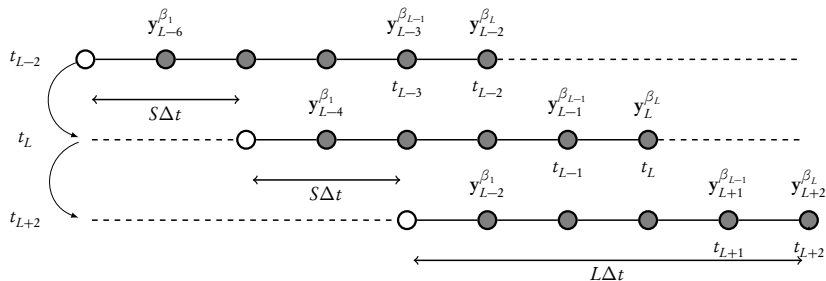 𝐲_{L−6}^{β_1} 𝐲_{L−3}^{β_{L−1}} 𝐲_{L−2}^{β_L}
t_{L−2}
t_{L−3} t_{L−2}
SΔt 𝐲_{L−4}^{β_1} 𝐲_{L−1}^{β_{L−1}} 𝐲_L^{β_L}
t_L
t_{L−1} t_L
SΔt 𝐲_{L−2}^{β_1} 𝐲_{L+1}^{β_{L−1}} 𝐲_{L+2}^{β_L}
t_{L+2}
t_{L+1} t_{L+2}
LΔt